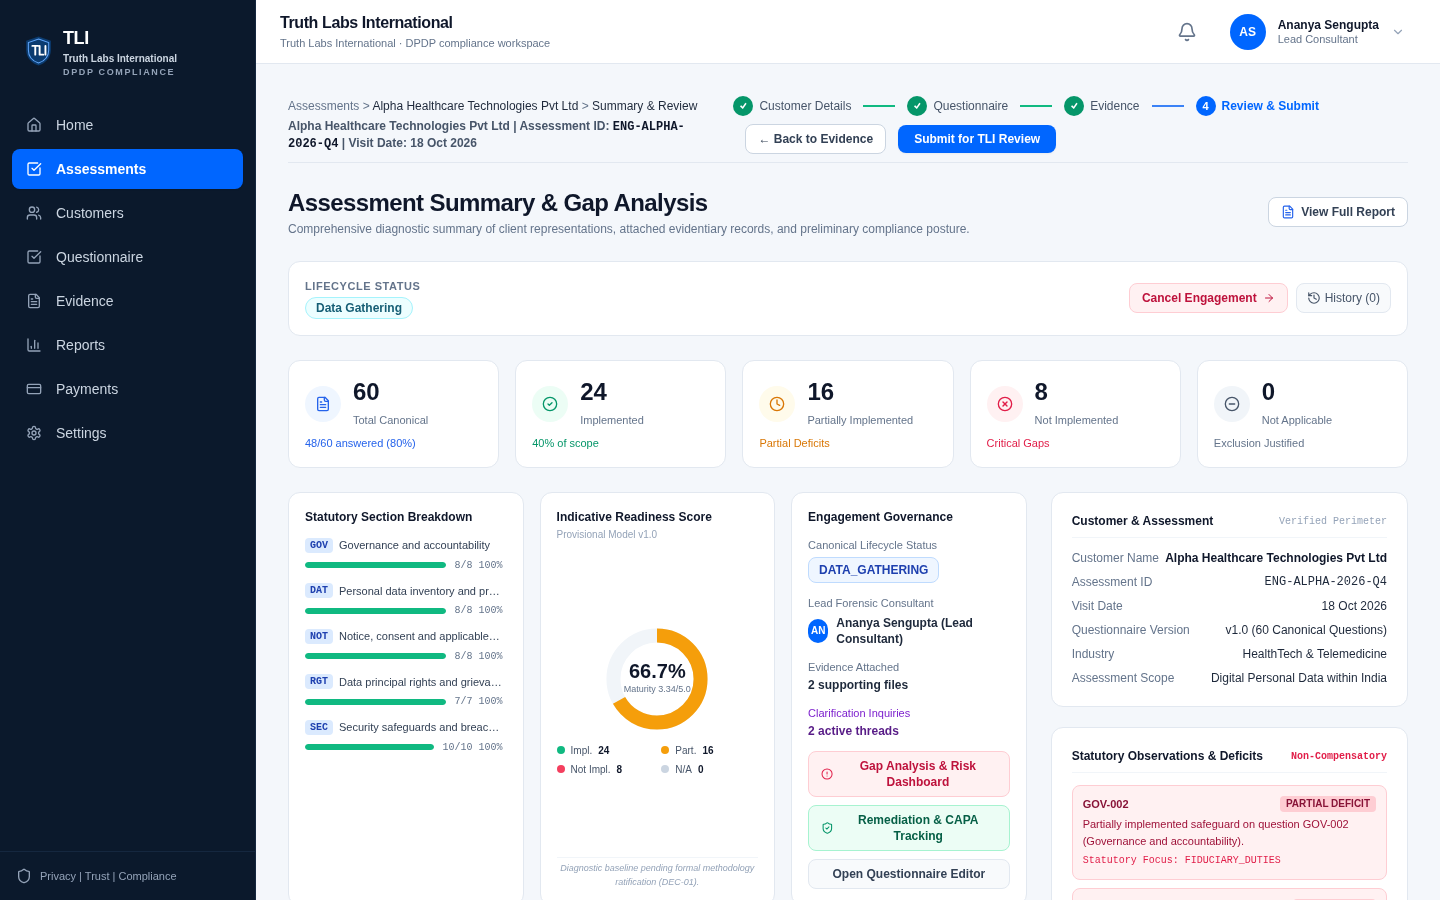 TLI
TLI
Truth Labs International
DPDP COMPLIANCE
Home
Assessments
Customers
Questionnaire
Evidence
Reports
Payments
Settings
Privacy | Trust | Compliance
Truth Labs International
Truth Labs International · DPDP compliance workspace
AS
Ananya Sengupta
Lead Consultant
Assessments > Alpha Healthcare Technologies Pvt Ltd > Summary & Review
Alpha Healthcare Technologies Pvt Ltd | Assessment ID: ENG-ALPHA-
2026-Q4 | Visit Date: 18 Oct 2026
Customer Details
Questionnaire
Evidence
4 Review & Submit
← Back to Evidence
Submit for TLI Review
Assessment Summary & Gap Analysis
Comprehensive diagnostic summary of client representations, attached evidentiary records, and preliminary compliance posture.
View Full Report
LIFECYCLE STATUS
Data Gathering
Cancel Engagement →
History (0)
60
Total Canonical
48/60 answered (80%)
24
Implemented
40% of scope
16
Partially Implemented
Partial Deficits
8
Not Implemented
Critical Gaps
0
Not Applicable
Exclusion Justified
Statutory Section Breakdown
GOV Governance and accountability
8/8 100%
DAT Personal data inventory and pr…
8/8 100%
NOT Notice, consent and applicable…
8/8 100%
RGT Data principal rights and grieva…
7/7 100%
SEC Security safeguards and breac…
10/10 100%
Indicative Readiness Score
Provisional Model v1.0
66.7%
Maturity 3.34/5.0
Impl. 24
Part. 16
Not Impl. 8
N/A 0
Diagnostic baseline pending formal methodology
ratification (DEC-01).
Engagement Governance
Canonical Lifecycle Status
DATA_GATHERING
Lead Forensic Consultant
AN
Ananya Sengupta (Lead
Consultant)
Evidence Attached
2 supporting files
Clarification Inquiries
2 active threads
Gap Analysis & Risk
Dashboard
Remediation & CAPA
Tracking
Open Questionnaire Editor
Customer & Assessment
Verified Perimeter
Customer Name Alpha Healthcare Technologies Pvt Ltd
Assessment ID ENG-ALPHA-2026-Q4
Visit Date 18 Oct 2026
Questionnaire Version v1.0 (60 Canonical Questions)
Industry HealthTech & Telemedicine
Assessment Scope Digital Personal Data within India
Statutory Observations & Deficits
Non-Compensatory
GOV-002
PARTIAL DEFICIT
Partially implemented safeguard on question GOV-002
(Governance and accountability).
Statutory Focus: FIDUCIARY_DUTIES